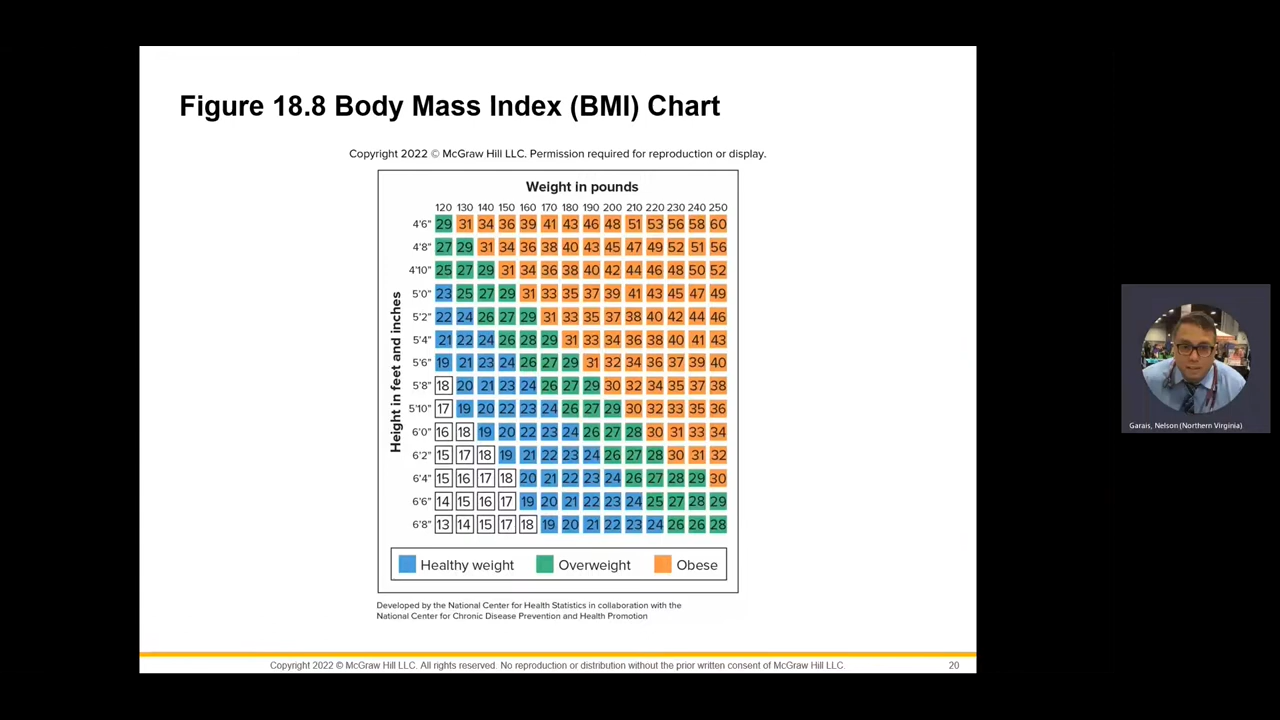 Figure 18.8 Body Mass Index (BMI) Chart
Copyright 2022 © McGraw Hill LLC. Permission required for reproduction or display.
Weight in pounds
120 130 140 150 160 170 180 190 200 210 220 230 240 250
Height in feet and inches
4'6" 29 31 34 36 39 41 43 46 48 51 53 56 58 60
4'8" 27 29 31 34 36 38 40 43 45 47 49 52 51 56
4'10" 25 27 29 31 34 36 38 40 42 44 46 48 50 52
5'0" 23 25 27 29 31 33 35 37 39 41 43 45 47 49
5'2" 22 24 26 27 29 31 33 35 37 38 40 42 44 46
5'4" 21 22 24 26 28 29 31 33 34 36 38 40 41 43
5'6" 19 21 23 24 26 27 29 31 32 34 36 37 39 40
5'8" 18 20 21 23 24 26 27 29 30 32 34 35 37 38
5'10" 17 19 20 22 23 24 26 27 29 30 32 33 35 36
6'0" 16 18 19 20 22 23 24 26 27 28 30 31 33 34
6'2" 15 17 18 19 21 22 23 24 26 27 28 30 31 32
6'4" 15 16 17 18 20 21 22 23 24 26 27 28 29 30
6'6" 14 15 16 17 19 20 21 22 23 24 25 27 28 29
6'8" 13 14 15 17 18 19 20 21 22 23 24 26 26 28
Healthy weight Overweight Obese
Developed by the National Center for Health Statistics in collaboration with the
National Center for Chronic Disease Prevention and Health Promotion
Copyright 2022 © McGraw Hill LLC. All rights reserved. No reproduction or distribution without the prior written consent of McGraw Hill LLC.
20
Garais, Nelson (Northern Virginia)